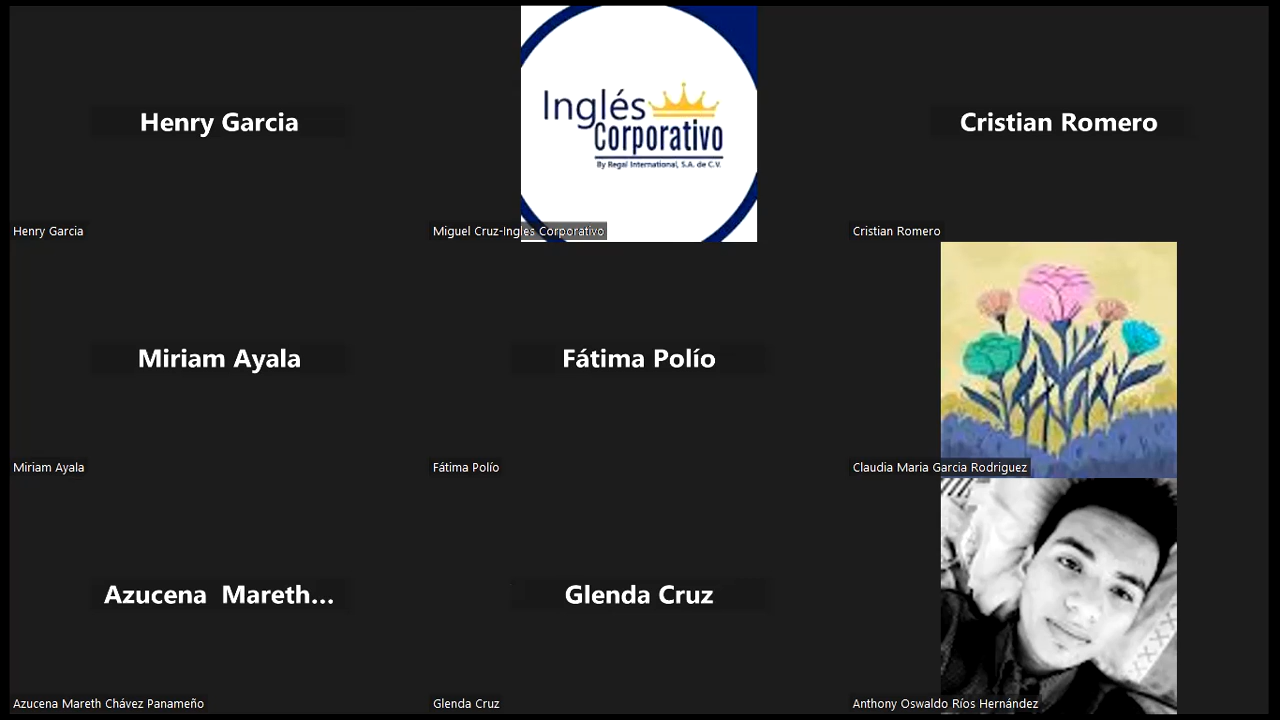 Henry Garcia
Henry Garcia
Inglés
Corporativo
By Regal International, S.A. de C.V.
Miguel Cruz-Ingles Corporativo
Cristian Romero
Cristian Romero
Miriam Ayala
Miriam Ayala
Fátima Polío
Fátima Polío
Claudia Maria Garcia Rodriguez
Azucena  Mareth...
Azucena Mareth Chávez Panameño
Glenda Cruz
Glenda Cruz
Anthony Oswaldo Ríos Hernández